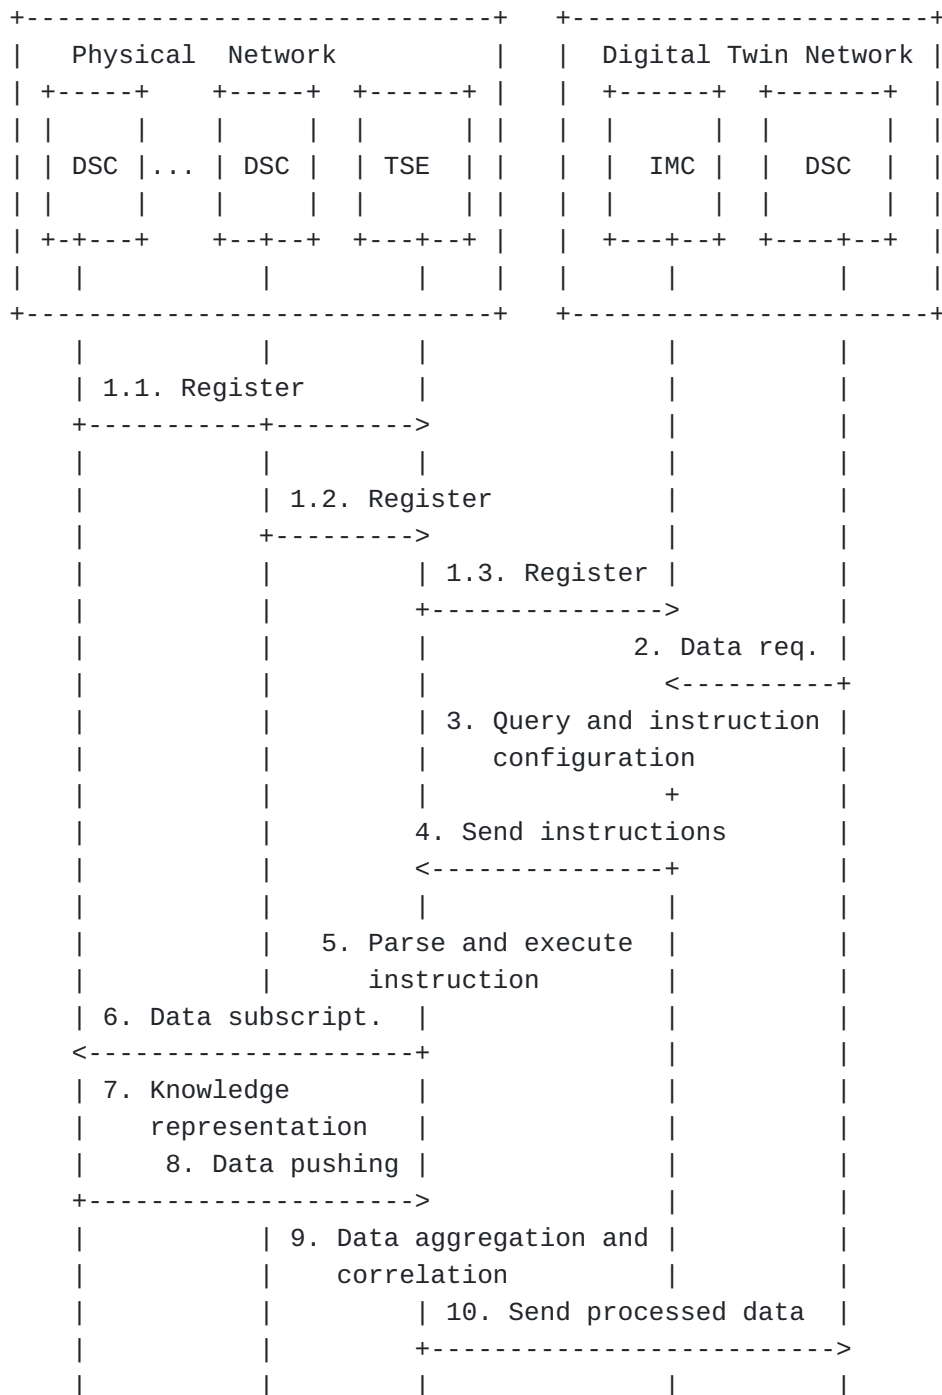 Physical Network Digital Twin Network
DSC ... DSC TSE IMC DSC
1.1. Register
1.2. Register
1.3. Register
2. Data req.
3. Query and instruction
configuration
4. Send instructions
5. Parse and execute
instruction
6. Data subscript.
7. Knowledge
representation
8. Data pushing
9. Data aggregation and
correlation
10. Send processed data